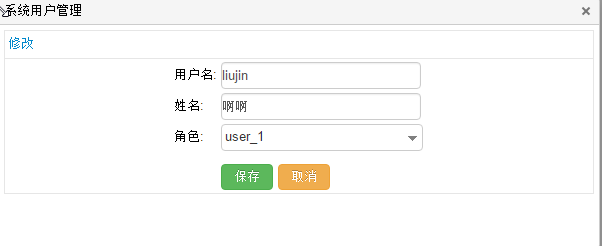 系统用户管理
修改
用户名: liujin
姓名: 啊啊
角色: user_1
保存 取消